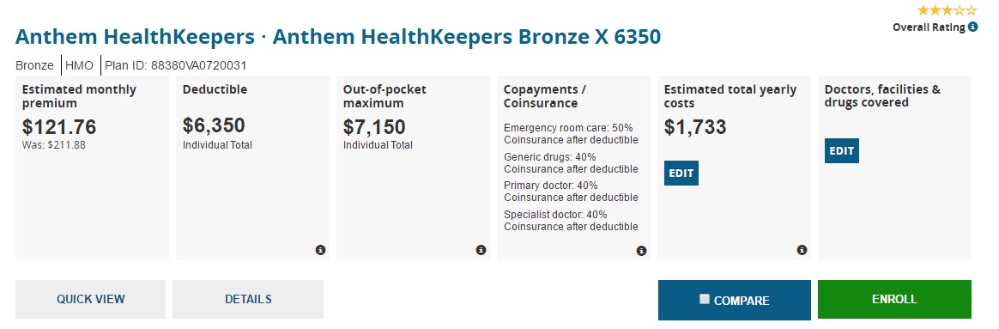 Overall Rating
Anthem HealthKeepers · Anthem HealthKeepers Bronze X 6350
Bronze | HMO | Plan ID: 88380VA0720031
Estimated monthly
premium
$121.76
Was: $211.88
Deductible
$6,350
Individual Total
Out-of-pocket
maximum
$7,150
Individual Total
Copayments /
Coinsurance
Emergency room care: 50%
Coinsurance after deductible
Generic drugs: 40%
Coinsurance after deductible
Primary doctor: 40%
Coinsurance after deductible
Specialist doctor: 40%
Coinsurance after deductible
Estimated total yearly
costs
$1,733
EDIT
Doctors, facilities &
drugs covered
EDIT
QUICK VIEW
DETAILS
COMPARE
ENROLL